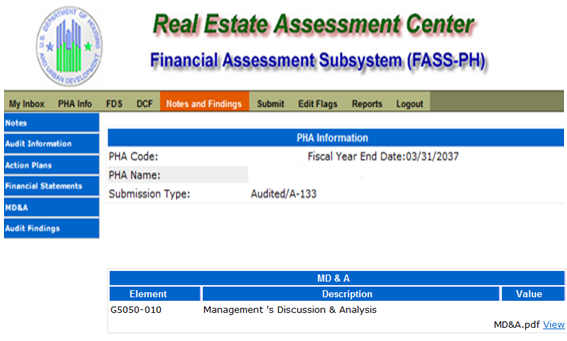 U.S. DEPARTMENT OF HOUSING
AND URBAN DEVELOPMENT
Real Estate Assessment Center
Financial Assessment Subsystem (FASS-PH)
My Inbox PHA Info FDS DCF Notes and Findings Submit Edit Flags Reports Logout
Notes
Audit Information
Action Plans
Financial Statements
MD&A
Audit Findings
PHA Information
PHA Code: Fiscal Year End Date:03/31/2037
PHA Name:
Submission Type: Audited/A-133
MD & A
Element Description Value
G5050-010 Management 's Discussion & Analysis
MD&A.pdf View